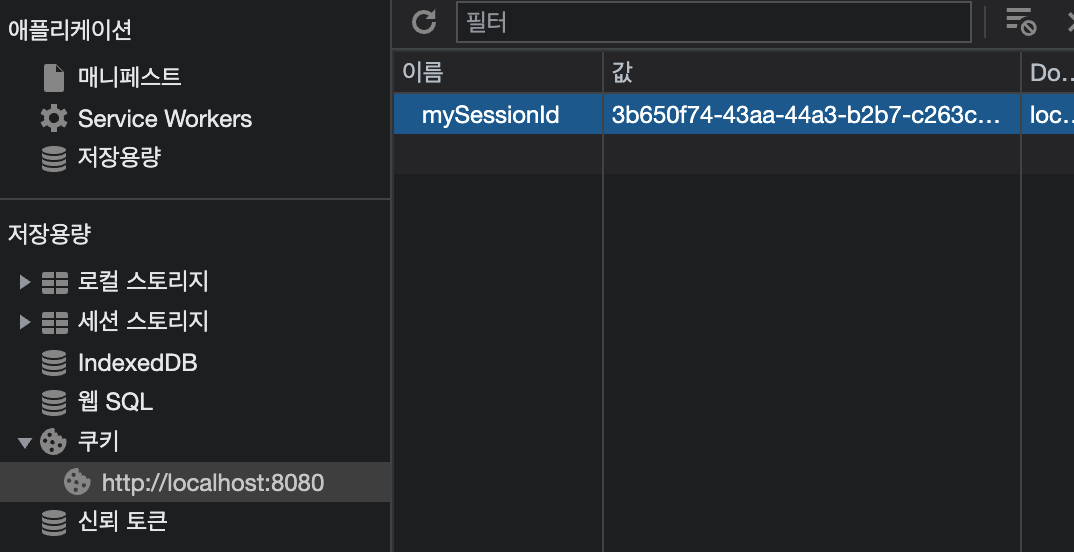 애플리케이션
매니페스트
Service Workers
저장용량
저장용량
로컬 스토리지
세션 스토리지
IndexedDB
웹 SQL
쿠키
http://localhost:8080
신뢰 토큰
필터
이름 값 Do...
mySessionId 3b650f74-43aa-44a3-b2b7-c263c... loc...